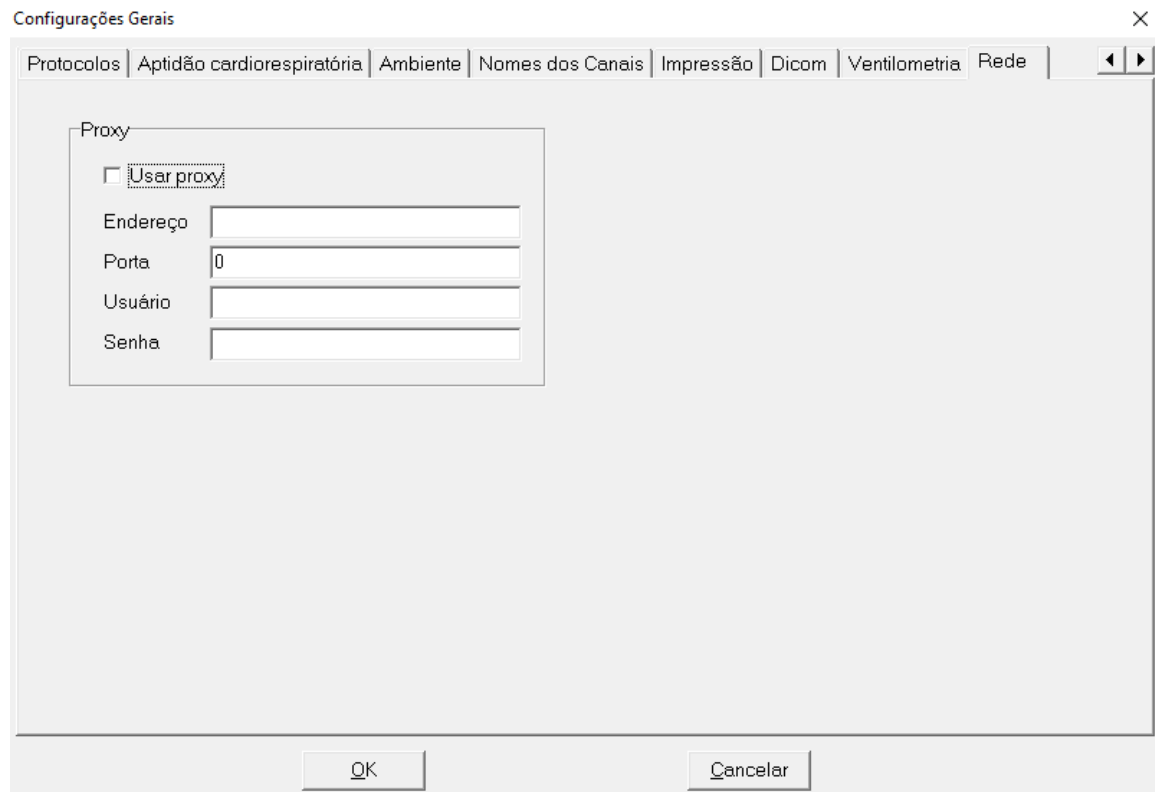 Configurações Gerais
Protocolos Aptidão cardiorespiratória Ambiente Nomes dos Canais Impressão Dicom Ventilometria Rede
Proxy
Usar proxy
Endereço
Porta 0
Usuário
Senha
OK Cancelar